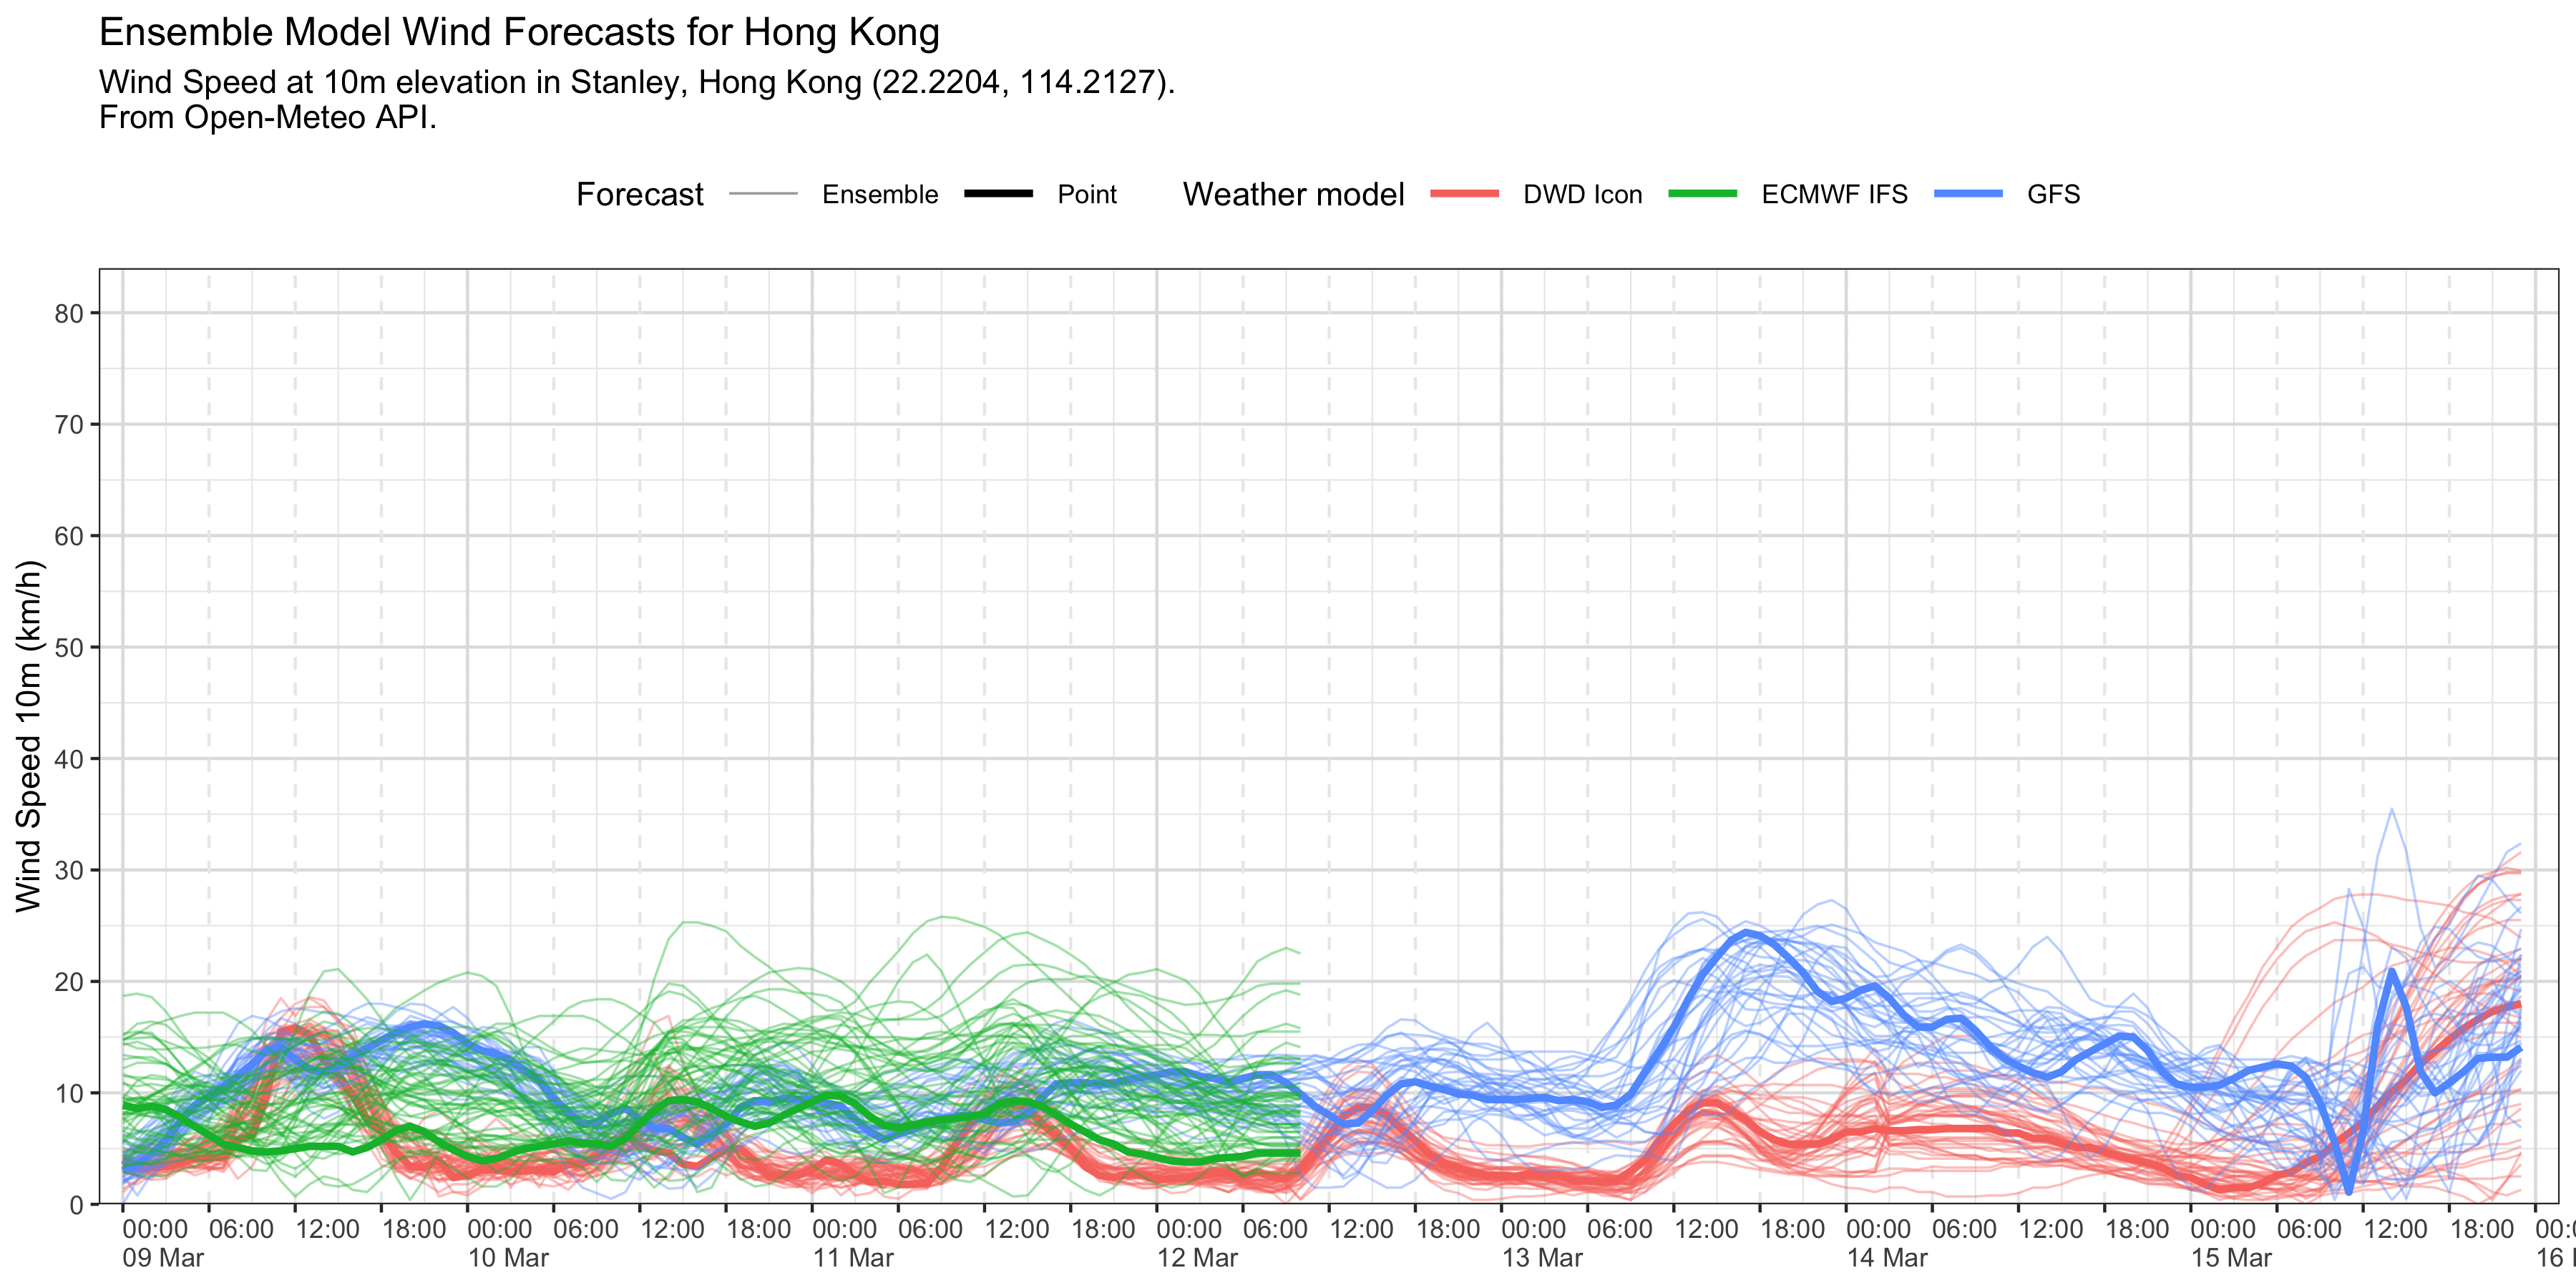 Ensemble Model Wind Forecasts for Hong Kong
Wind Speed at 10m elevation in Stanley, Hong Kong (22.2204, 114.2127).
From Open-Meteo API.
Forecast Ensemble Point Weather model DWD Icon ECMWF IFS GFS
Wind Speed 10m (km/h)
80
70
60
50
40
30
20
10
0
00:00 06:00 12:00 18:00 00:00 06:00 12:00 18:00 00:00 06:00 12:00 18:00 00:00 06:00 12:00 18:00 00:00 06:00 12:00 18:00 00:00 06:00 12:00 18:00 00:00 06:00 12:00 18:00 00:0
09 Mar 10 Mar 11 Mar 12 Mar 13 Mar 14 Mar 15 Mar 16